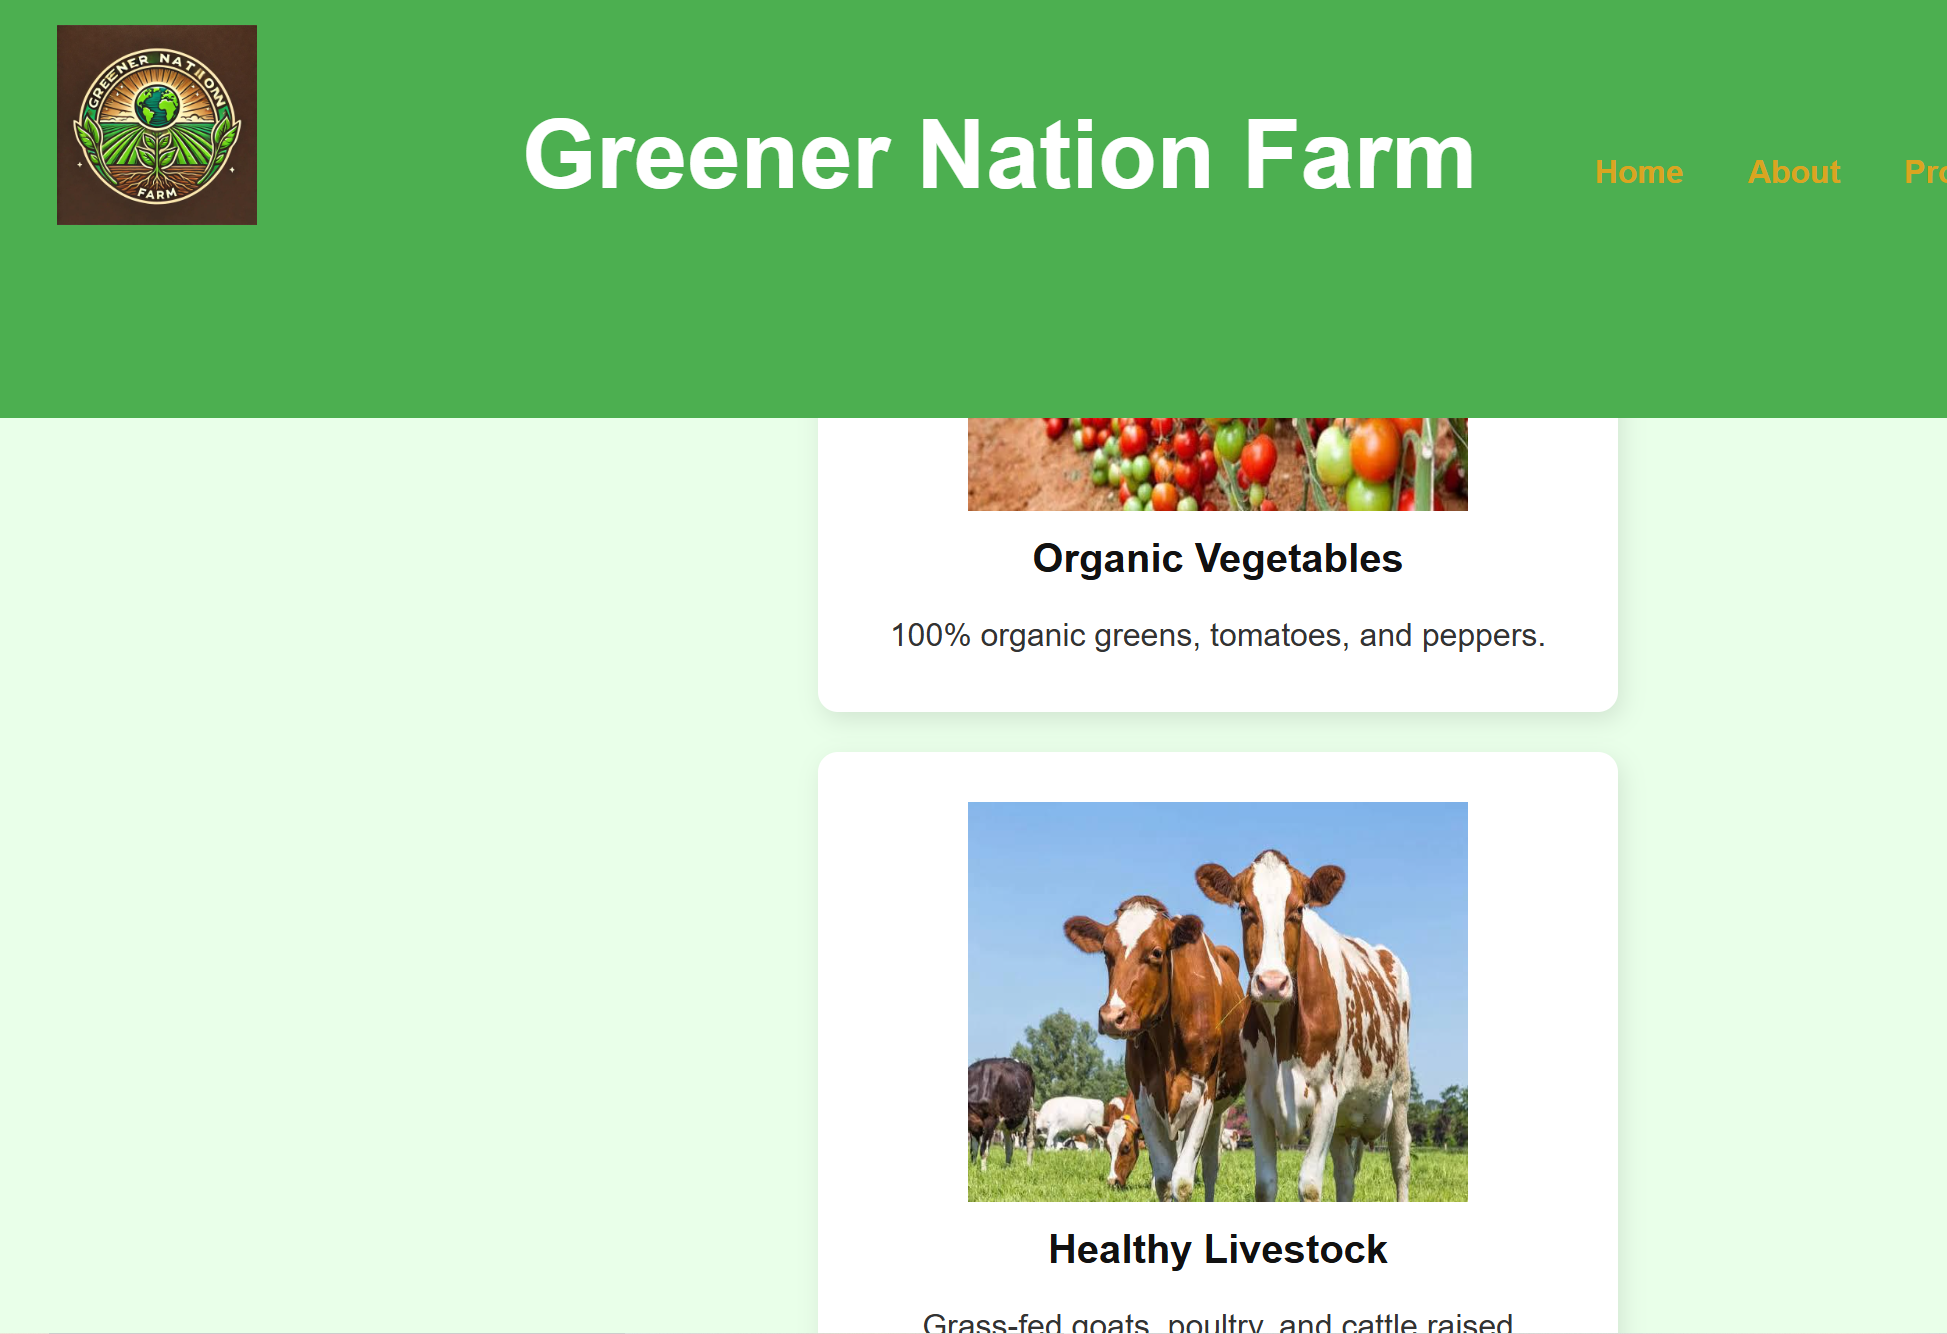 GREENER NATIIONN
FARM
Greener Nation Farm
Home About Pro
Organic Vegetables
100% organic greens, tomatoes, and peppers.
Healthy Livestock
Grass-fed goats, poultry, and cattle raised